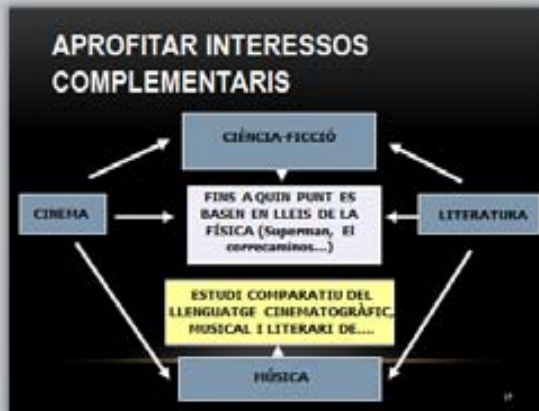 APROFITAR INTERESSOS
COMPLEMENTARIS
CIÈNCIA-FICCIÓ
CINEMA
FINS A QUIN PUNT ES
BASEN EN LLEIS DE LA
FÍSICA (Superman, El
correcaminos...)
LITERATURA
ESTUDI COMPARATIU DEL
LLENGUATGE CINEMATOGRÀFIC,
MUSICAL I LITERARI DE....
MÚSICA